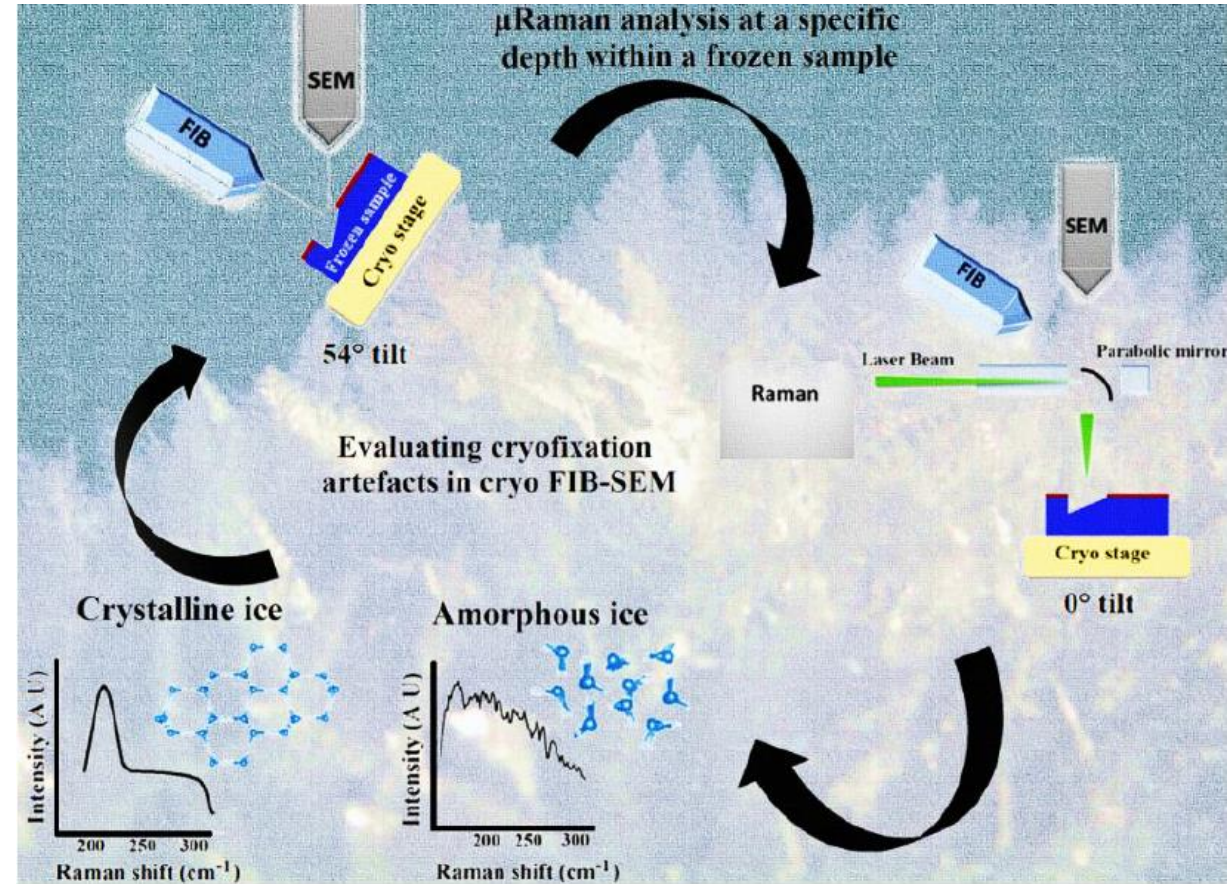 μRaman analysis at a specific
depth within a frozen sample
SEM
FIB
Frozen sample
Cryo stage
54° tilt
SEM
FIB
Laser Beam
Parabolic mirror
Raman
Cryo stage
0° tilt
Evaluating cryofixation
artefacts in cryo FIB-SEM
Crystalline ice
Intensity (A U)
200 250 300
Raman shift (cm⁻¹)
Amorphous ice
Intensity (A U)
200 250 300
Raman shift (cm⁻¹)